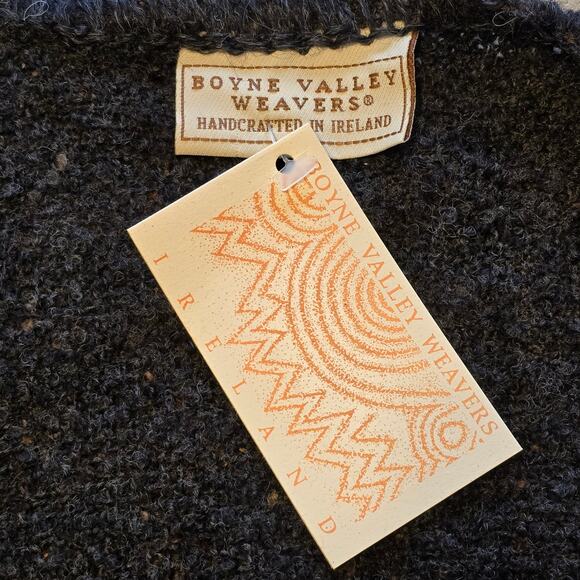 BOYNE VALLEY
WEAVERS®
HANDCRAFTED IN IRELAND
BOYNE VALLEY WEAVERS
IRELAND